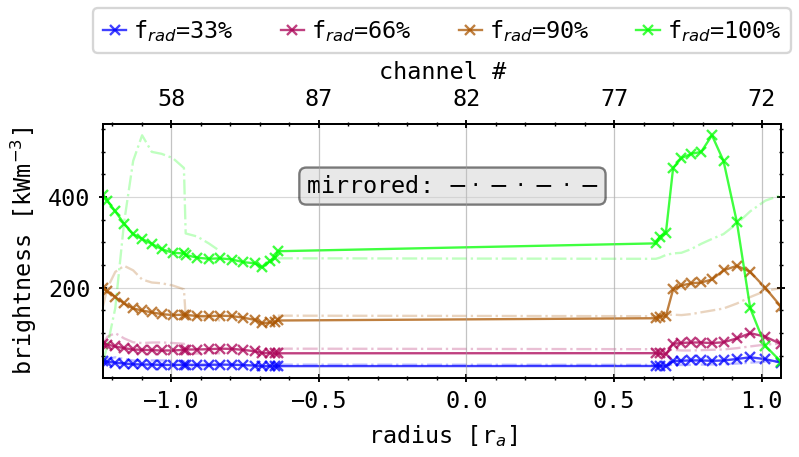 f_rad=33% f_rad=66% f_rad=90% f_rad=100%
channel #
58 87 82 77 72
mirrored: — · — · — · —
brightness [kWm⁻³]
400
200
−1.0 −0.5 0.0 0.5 1.0
radius [r_a]